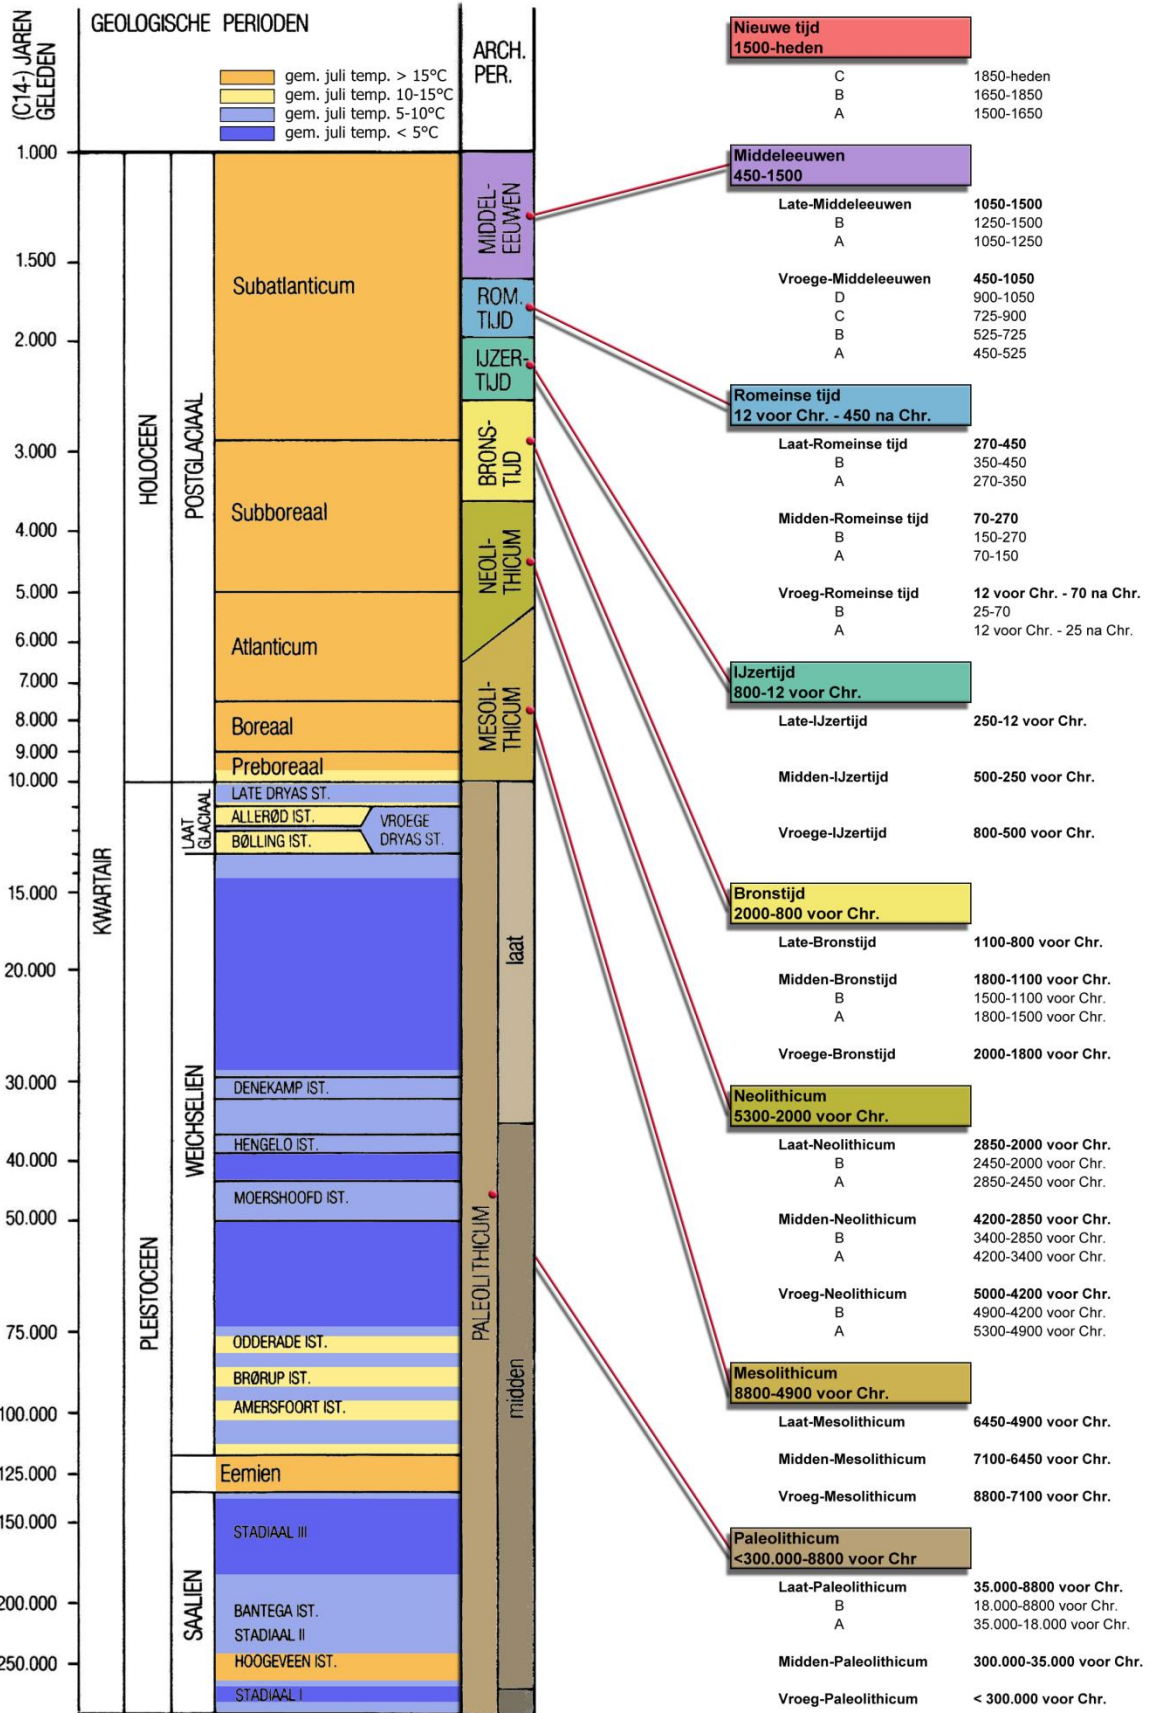 GEOLOGISCHE PERIODEN
(C14-) JAREN
GELEDEN
gem. juli temp. > 15°C
gem. juli temp. 10-15°C
gem. juli temp. 5-10°C
gem. juli temp. < 5°C
ARCH.
PER.
1.000
1.500
2.000
3.000
4.000
5.000
6.000
7.000
8.000
9.000
10.000
15.000
20.000
30.000
40.000
50.000
75.000
100.000
125.000
150.000
200.000
250.000
KWARTAIR
HOLOCEEN
PLEISTOCEEN
POSTGLACIAAL
LAAT
GLACIAAL
WEICHSELIEN
SAALIEN
Subatlanticum
Subboreaal
Atlanticum
Boreaal
Preboreaal
LATE DRYAS ST.
ALLERØD IST.
VROEGE
DRYAS ST.
BØLLING IST.
DENEKAMP IST.
HENGELO IST.
MOERSHOOFD IST.
ODDERADE IST.
BRØRUP IST.
AMERSFOORT IST.
Eemien
STADIAAL III
BANTEGA IST.
STADIAAL II
HOOGEVEEN IST.
STADIAAL I
MIDDEL-
EEUWEN
ROM.
TIJD
IJZER-
TIJD
BRONS-
TIJD
NEOLI-
THICUM
MESOLI-
THICUM
PALEOLITHICUM
laat
midden
Nieuwe tijd
1500-heden
C 1850-heden
B 1650-1850
A 1500-1650
Middeleeuwen
450-1500
Late-Middeleeuwen 1050-1500
B 1250-1500
A 1050-1250
Vroege-Middeleeuwen 450-1050
D 900-1050
C 725-900
B 525-725
A 450-525
Romeinse tijd
12 voor Chr. - 450 na Chr.
Laat-Romeinse tijd 270-450
B 350-450
A 270-350
Midden-Romeinse tijd 70-270
B 150-270
A 70-150
Vroeg-Romeinse tijd 12 voor Chr. - 70 na Chr.
B 25-70
A 12 voor Chr. - 25 na Chr.
IJzertijd
800-12 voor Chr.
Late-IJzertijd 250-12 voor Chr.
Midden-IJzertijd 500-250 voor Chr.
Vroege-IJzertijd 800-500 voor Chr.
Bronstijd
2000-800 voor Chr.
Late-Bronstijd 1100-800 voor Chr.
Midden-Bronstijd 1800-1100 voor Chr.
B 1500-1100 voor Chr.
A 1800-1500 voor Chr.
Vroege-Bronstijd 2000-1800 voor Chr.
Neolithicum
5300-2000 voor Chr.
Laat-Neolithicum 2850-2000 voor Chr.
B 2450-2000 voor Chr.
A 2850-2450 voor Chr.
Midden-Neolithicum 4200-2850 voor Chr.
B 3400-2850 voor Chr.
A 4200-3400 voor Chr.
Vroeg-Neolithicum 5000-4200 voor Chr.
B 4900-4200 voor Chr.
A 5300-4900 voor Chr.
Mesolithicum
8800-4900 voor Chr.
Laat-Mesolithicum 6450-4900 voor Chr.
Midden-Mesolithicum 7100-6450 voor Chr.
Vroeg-Mesolithicum 8800-7100 voor Chr.
Paleolithicum
<300.000-8800 voor Chr
Laat-Paleolithicum 35.000-8800 voor Chr.
B 18.000-8800 voor Chr.
A 35.000-18.000 voor Chr.
Midden-Paleolithicum 300.000-35.000 voor Chr.
Vroeg-Paleolithicum < 300.000 voor Chr.